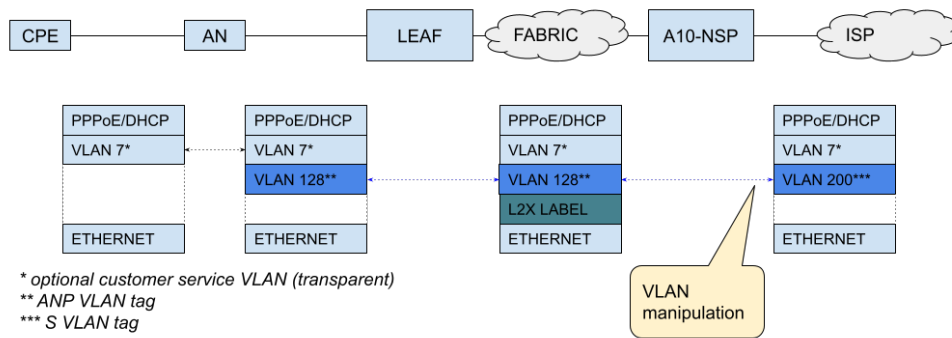 CPE
AN
LEAF
FABRIC
A10-NSP
ISP
PPPoE/DHCP
VLAN 7*
ETHERNET
PPPoE/DHCP
VLAN 7*
VLAN 128**
ETHERNET
PPPoE/DHCP
VLAN 7*
VLAN 128**
L2X LABEL
ETHERNET
PPPoE/DHCP
VLAN 7*
VLAN 200***
ETHERNET
VLAN
manipulation
* optional customer service VLAN (transparent)
** ANP VLAN tag
*** S VLAN tag